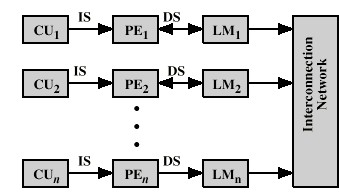 IS DS
CU1 PE1 LM1
IS DS
CU2 PE2 LM2
IS DS
CUn PEn LMn
Interconnection
Network